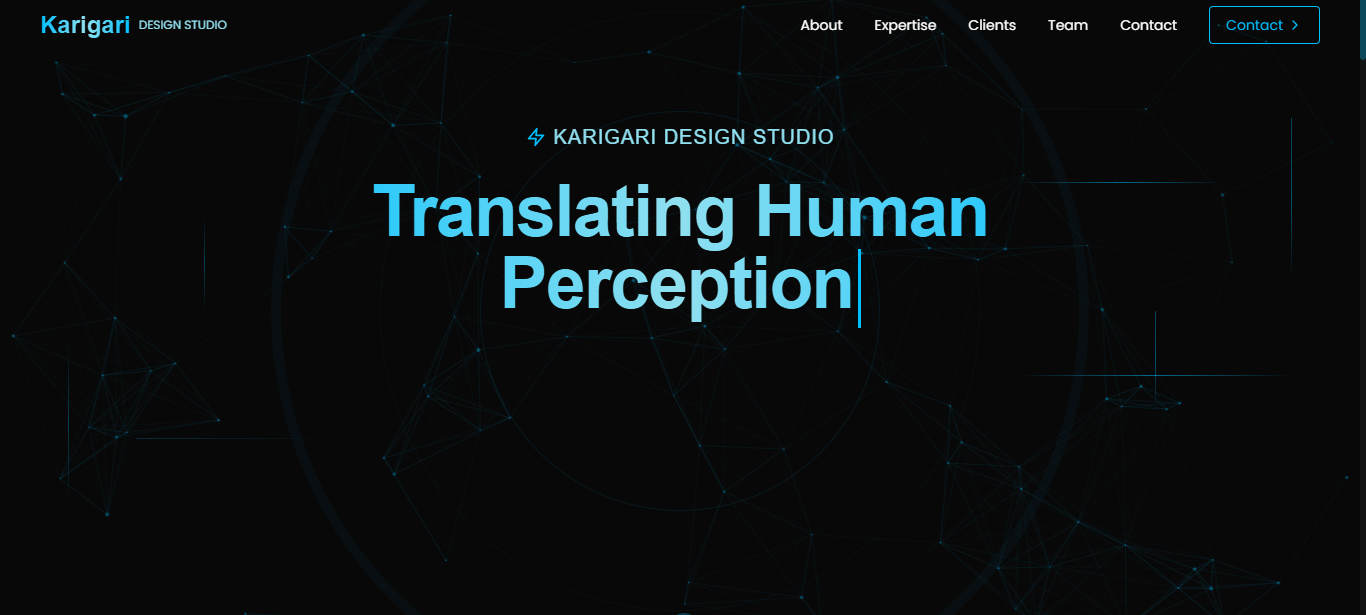 Karigari DESIGN STUDIO About Expertise Clients Team Contact Contact
KARIGARI DESIGN STUDIO
Translating Human
Perception